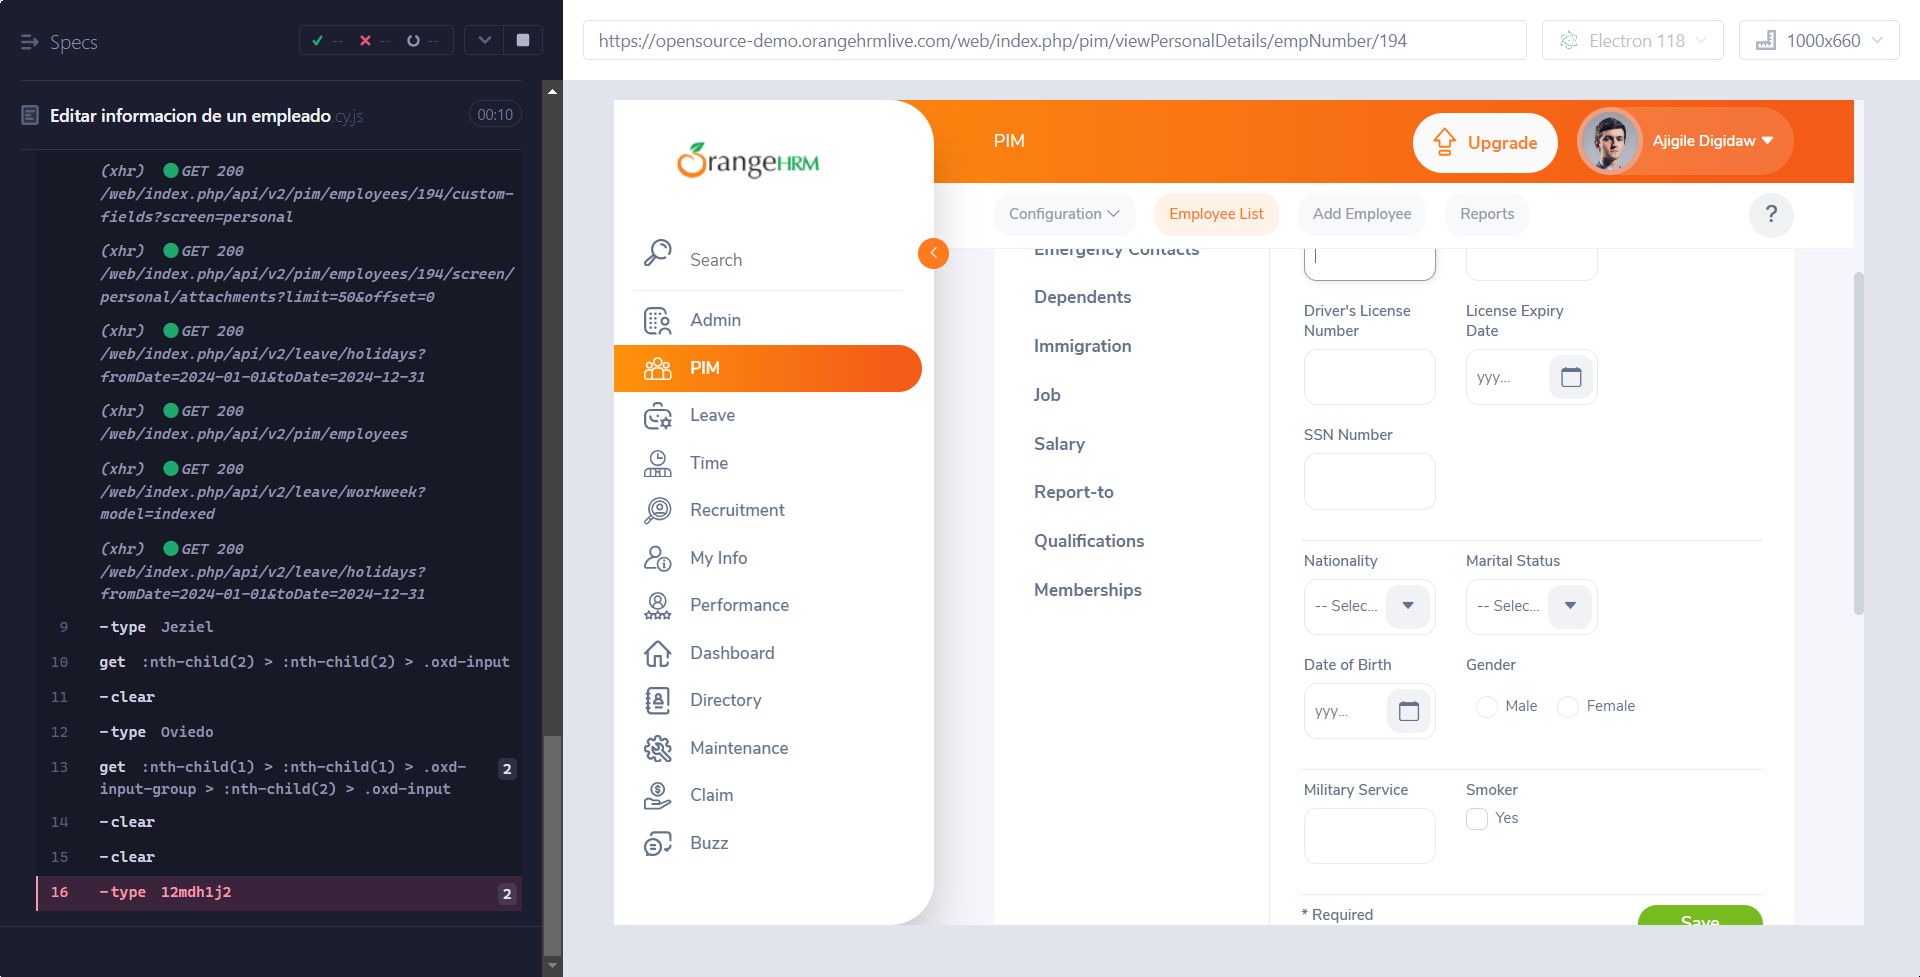 Specs
--
--
--
Editar informacion de un empleado.cy.js
00:10
(xhr) GET 200
/web/index.php/api/v2/pim/employees/194/custom-
fields?screen=personal
(xhr) GET 200
/web/index.php/api/v2/pim/employees/194/screen/
personal/attachments?limit=50&offset=0
(xhr) GET 200
/web/index.php/api/v2/leave/holidays?
fromDate=2024-01-01&toDate=2024-12-31
(xhr) GET 200
/web/index.php/api/v2/pim/employees
(xhr) GET 200
/web/index.php/api/v2/leave/workweek?
model=indexed
(xhr) GET 200
/web/index.php/api/v2/leave/holidays?
fromDate=2024-01-01&toDate=2024-12-31
9 -type Jeziel
10 get :nth-child(2) > :nth-child(2) > .oxd-input
11 -clear
12 -type Oviedo
13 get :nth-child(1) > :nth-child(1) > .oxd- 2
input-group > :nth-child(2) > .oxd-input
14 -clear
15 -clear
16 -type 12mdh1j2 2
https://opensource-demo.orangehrmlive.com/web/index.php/pim/viewPersonalDetails/empNumber/194
Electron 118
1000x660
OrangeHRM
Search
Admin
PIM
Leave
Time
Recruitment
My Info
Performance
Dashboard
Directory
Maintenance
Claim
Buzz
PIM
Upgrade
Ajigile Digidaw
Configuration
Employee List
Add Employee
Reports
?
Emergency Contacts
Dependents
Immigration
Job
Salary
Report-to
Qualifications
Memberships
Driver's License
Number
License Expiry
Date
yyy...
SSN Number
Nationality
Marital Status
-- Selec...
-- Selec...
Date of Birth
Gender
yyy...
Male
Female
Military Service
Smoker
Yes
* Required
Save